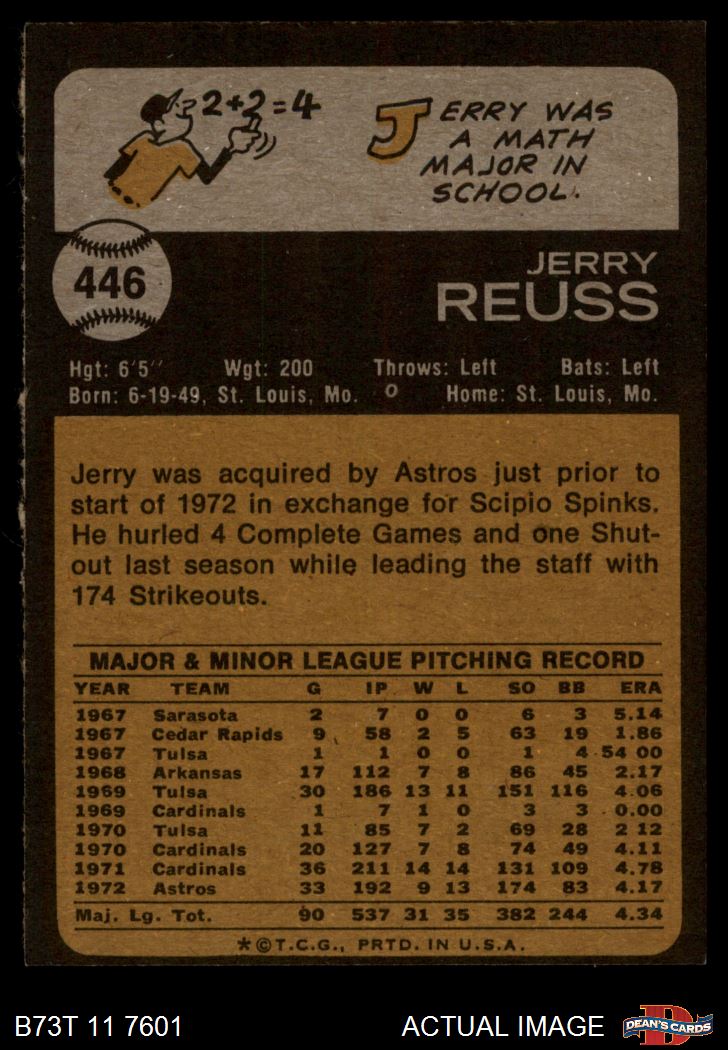 2+2=4
JERRY WAS
A MATH
MAJOR IN
SCHOOL.
446
JERRY
REUSS
Hgt: 6'5" Wgt: 200 Throws: Left Bats: Left
Born: 6-19-49, St. Louis, Mo. Home: St. Louis, Mo.
Jerry was acquired by Astros just prior to
start of 1972 in exchange for Scipio Spinks.
He hurled 4 Complete Games and one Shut-
out last season while leading the staff with
174 Strikeouts.
MAJOR & MINOR LEAGUE PITCHING RECORD
YEAR TEAM G IP W L SO BB ERA
1967 Sarasota 2 7 0 0 6 3 5.14
1967 Cedar Rapids 9 58 2 5 63 19 1.86
1967 Tulsa 1 1 0 0 1 4 54 00
1968 Arkansas 17 112 7 8 86 45 2.17
1969 Tulsa 30 186 13 11 151 116 4.06
1969 Cardinals 1 7 1 0 3 3 0.00
1970 Tulsa 11 85 7 2 69 28 2 12
1970 Cardinals 20 127 7 8 74 49 4.11
1971 Cardinals 36 211 14 14 131 109 4.78
1972 Astros 33 192 9 13 174 83 4.17
Maj. Lg. Tot. 90 537 31 35 382 244 4.34
*©T.C.G., PRTD. IN U.S.A.
B73T 11 7601 ACTUAL IMAGE D DEAN'S CARDS